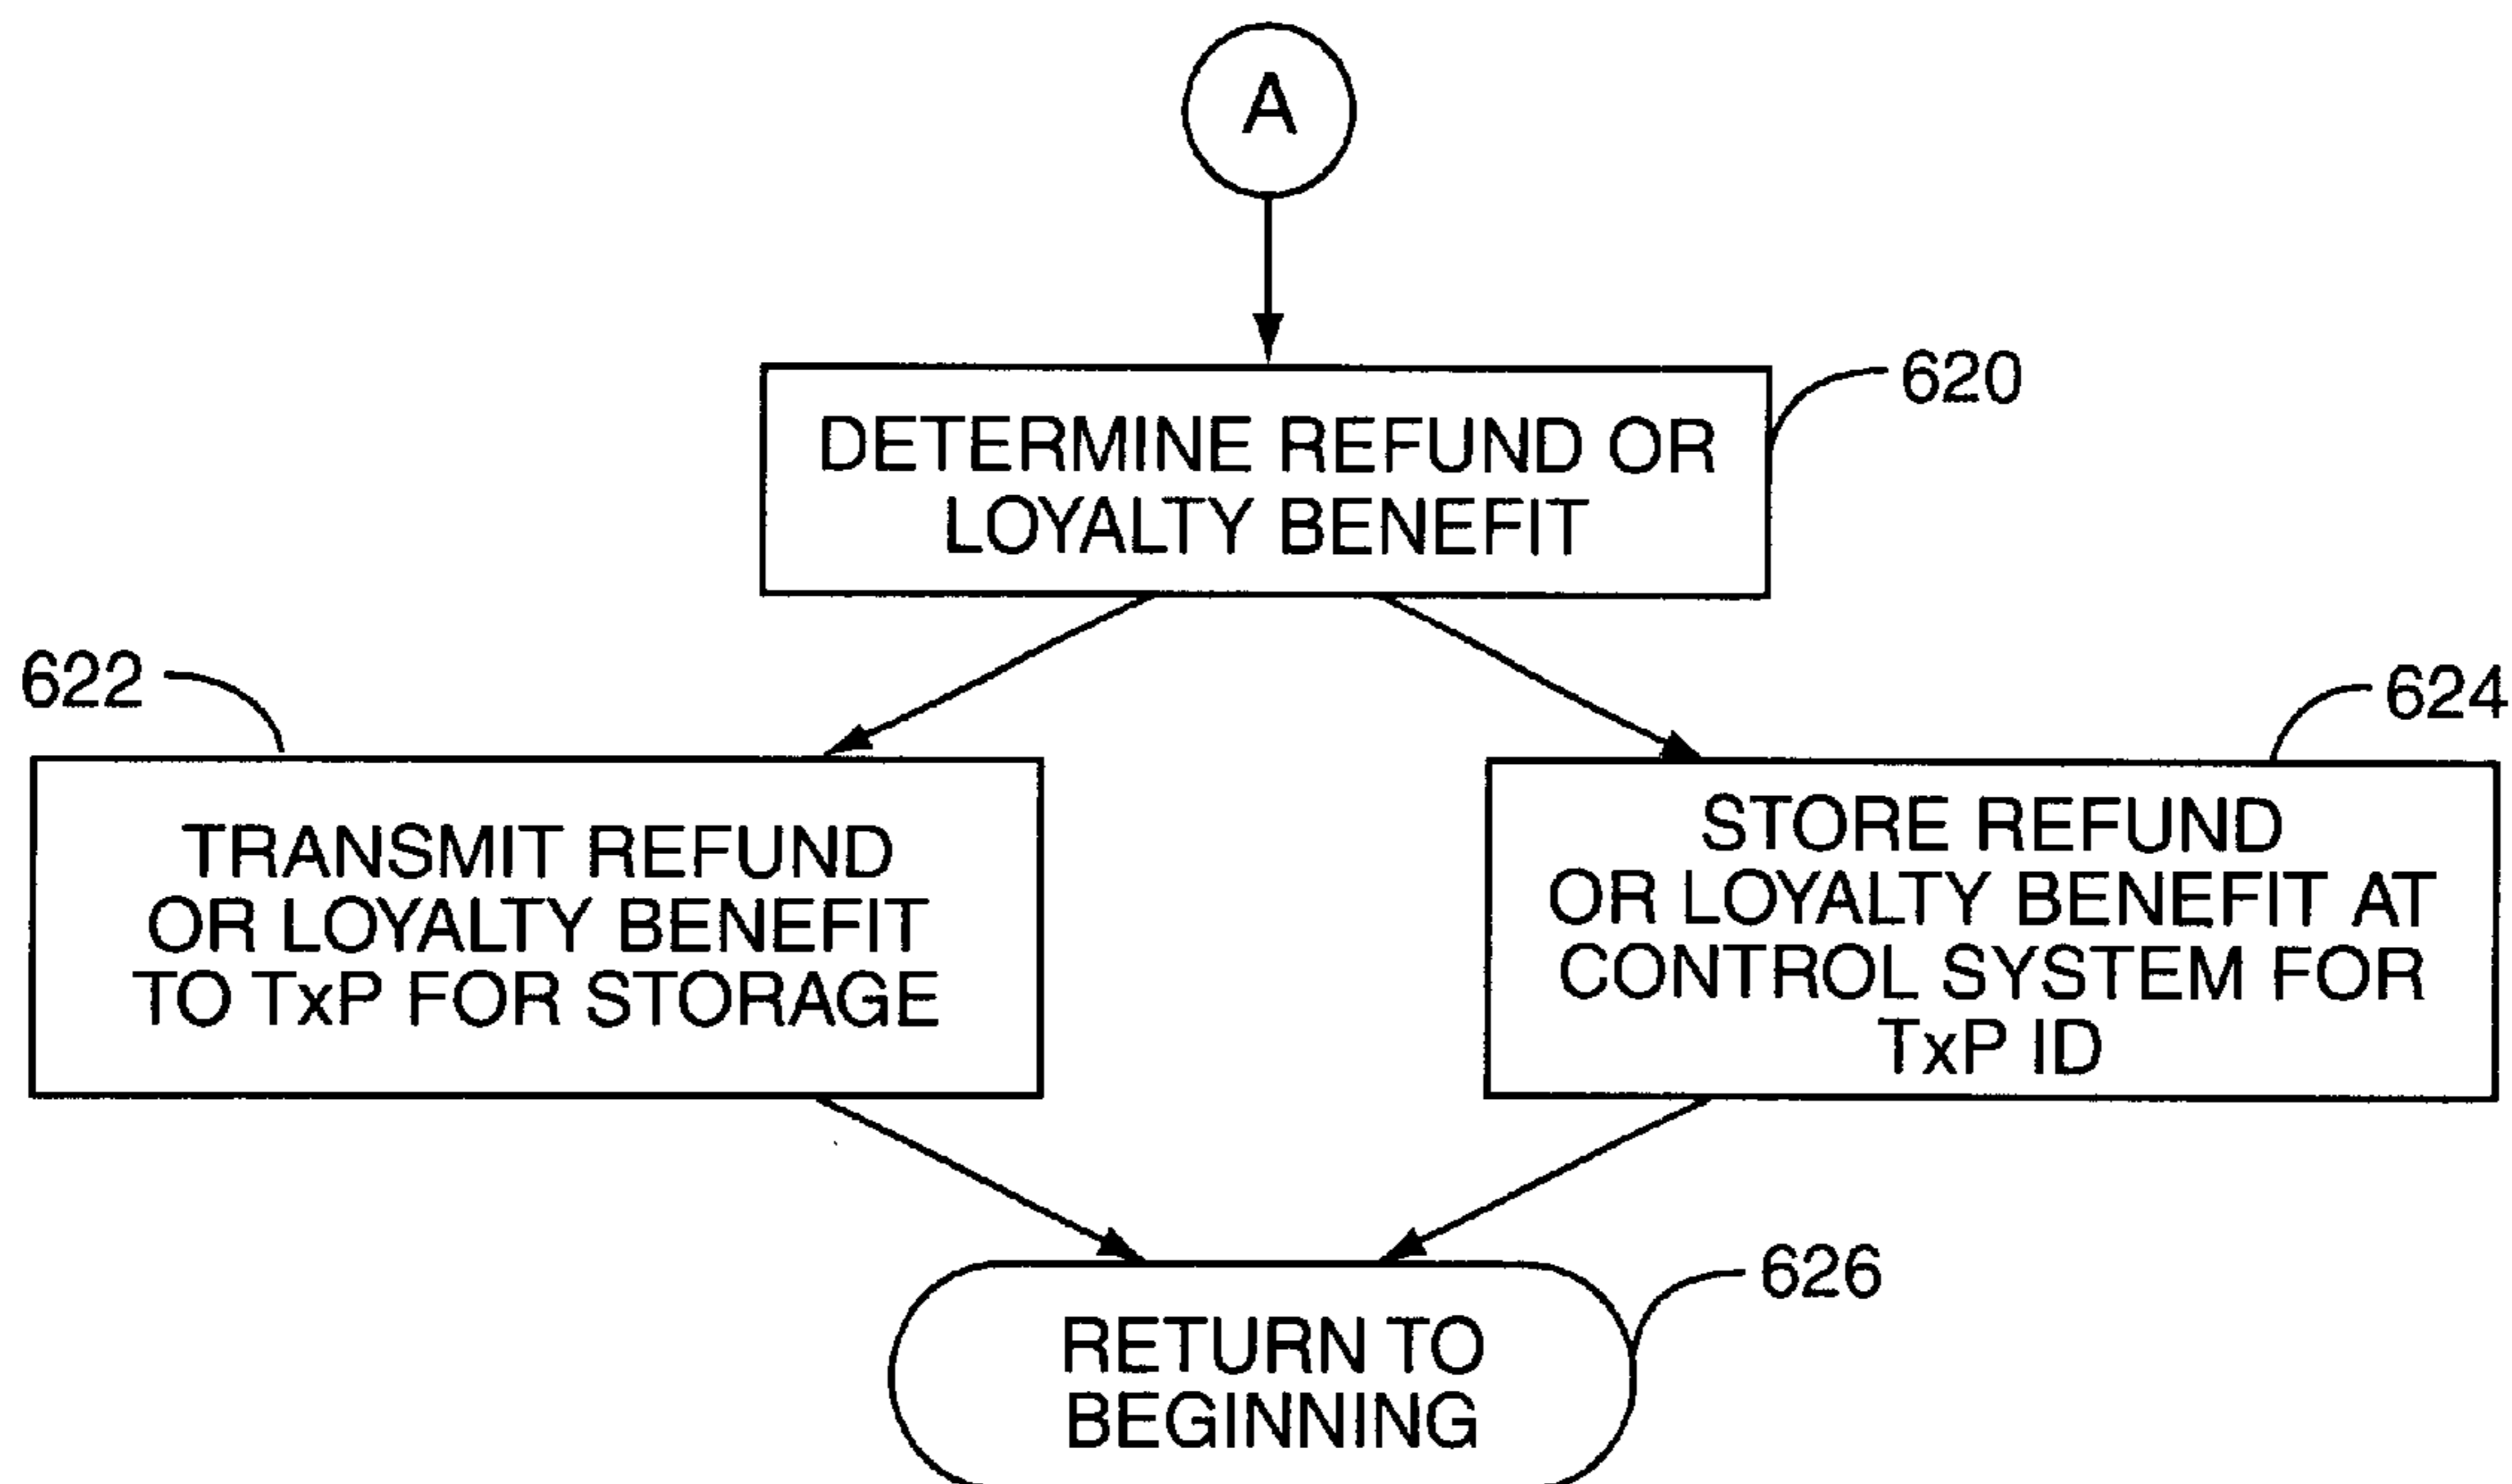 A
620
DETERMINE REFUND OR
LOYALTY BENEFIT
622
624
TRANSMIT REFUND
OR LOYALTY BENEFIT
TO TxP FOR STORAGE
STORE REFUND
OR LOYALTY BENEFIT AT
CONTROL SYSTEM FOR
TxP ID
626
RETURN TO
BEGINNING